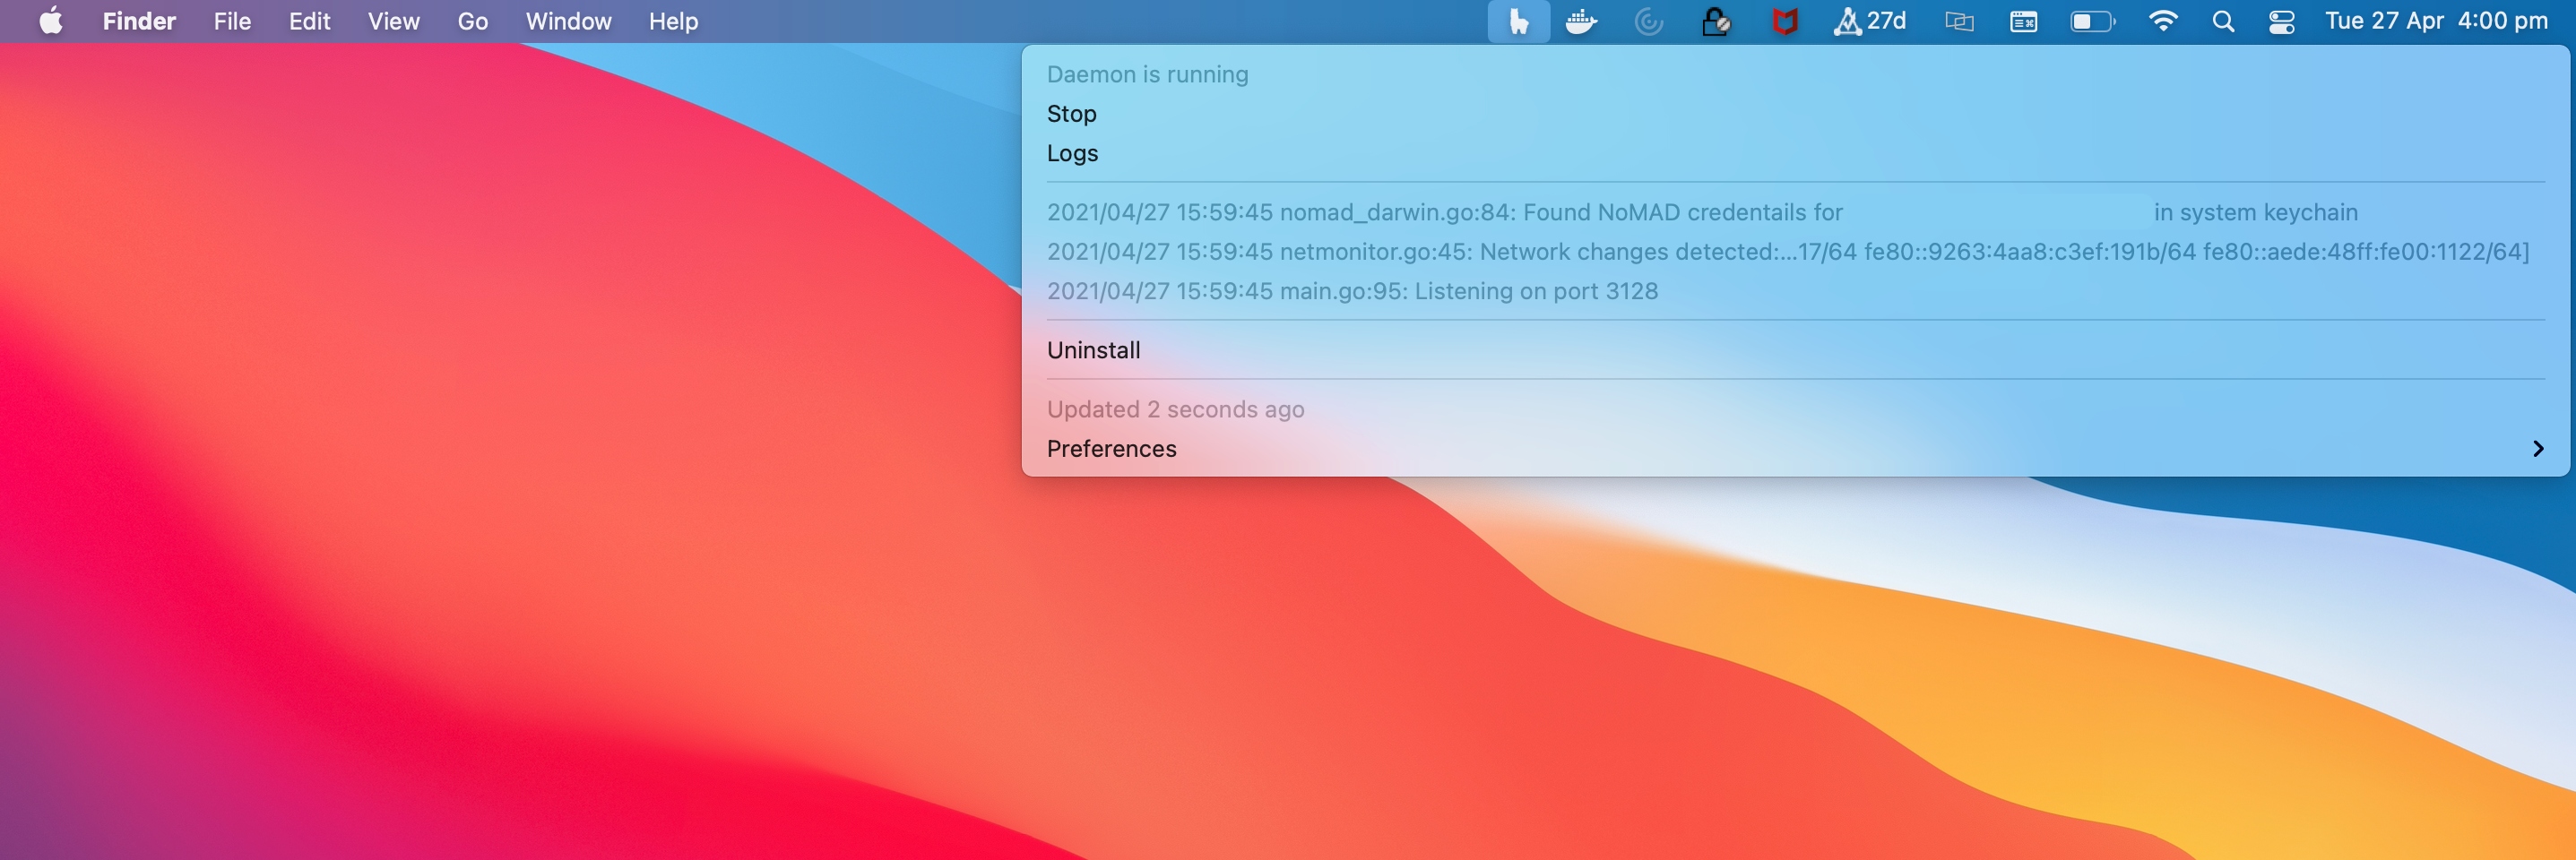 Finder File Edit View Go Window Help 27d Tue 27 Apr 4:00 pm
Daemon is running
Stop
Logs
2021/04/27 15:59:45 nomad_darwin.go:84: Found NoMAD credentails for in system keychain
2021/04/27 15:59:45 netmonitor.go:45: Network changes detected:...17/64 fe80::9263:4aa8:c3ef:191b/64 fe80::aede:48ff:fe00:1122/64]
2021/04/27 15:59:45 main.go:95: Listening on port 3128
Uninstall
Updated 2 seconds ago
Preferences